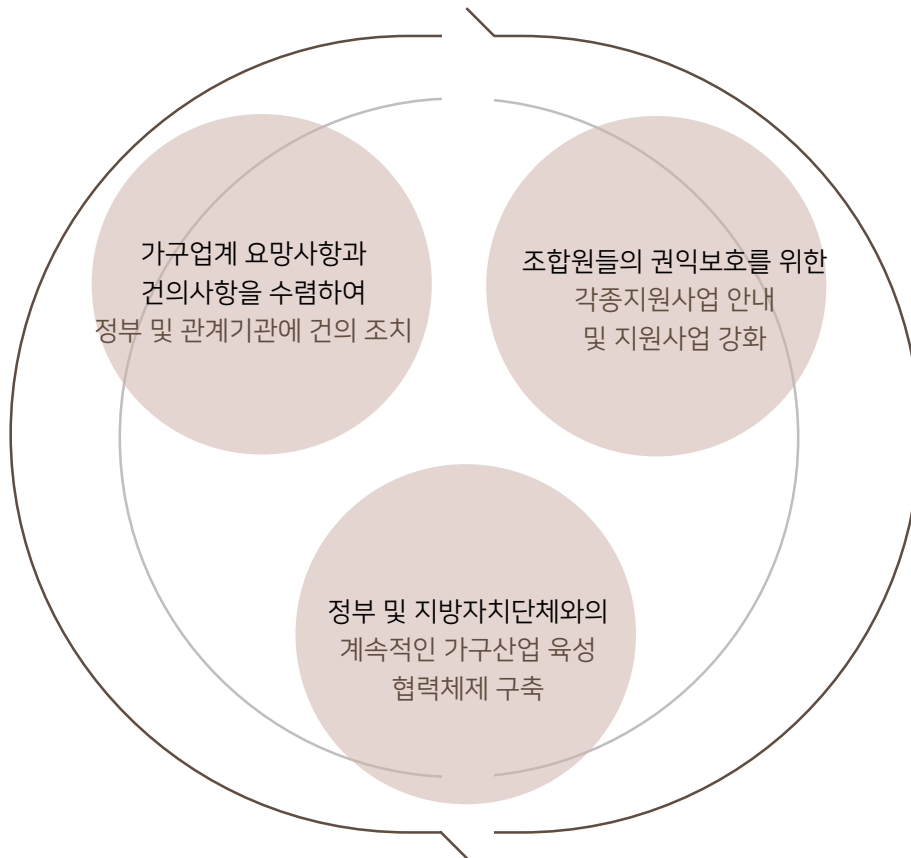 가구업계 요망사항과
건의사항을 수렴하여
정부 및 관계기관에 건의 조치
조합원들의 권익보호를 위한
각종지원사업 안내
및 지원사업 강화
정부 및 지방자치단체와의
계속적인 가구산업 육성
협력체제 구축